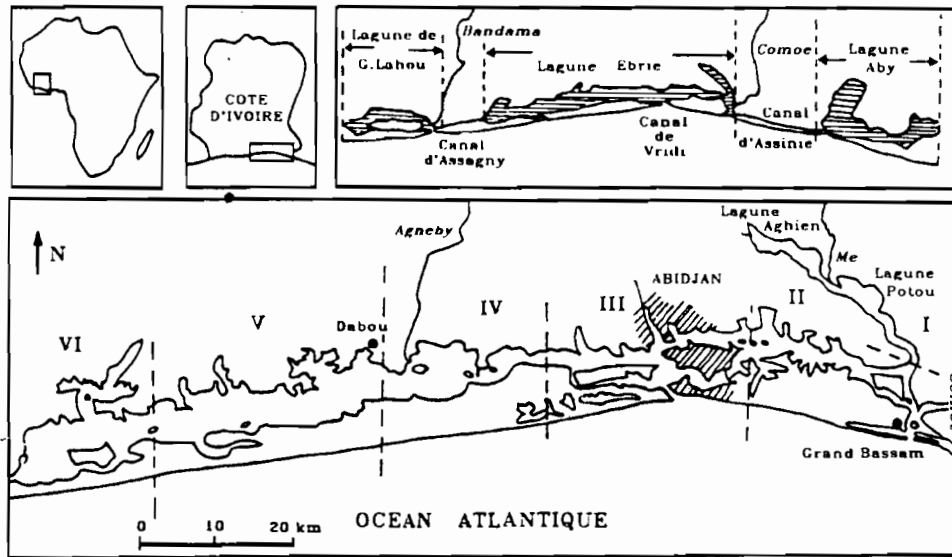 COTE
D'IVOIRE
Lagune de
G.Lahou
Bandama
Lagune Ebrie
Comoe
Lagune
Aby
Canal
d'Assagny
Canal
de
Vridi
Canal
d'Assinie
N
Agneby
Lagune
Aghien
Me
Lagune
Potou
ABIDJAN
I
II
III
IV
V
VI
Dabou
Grand Bassam
0 10 20 km
OCEAN ATLANTIQUE